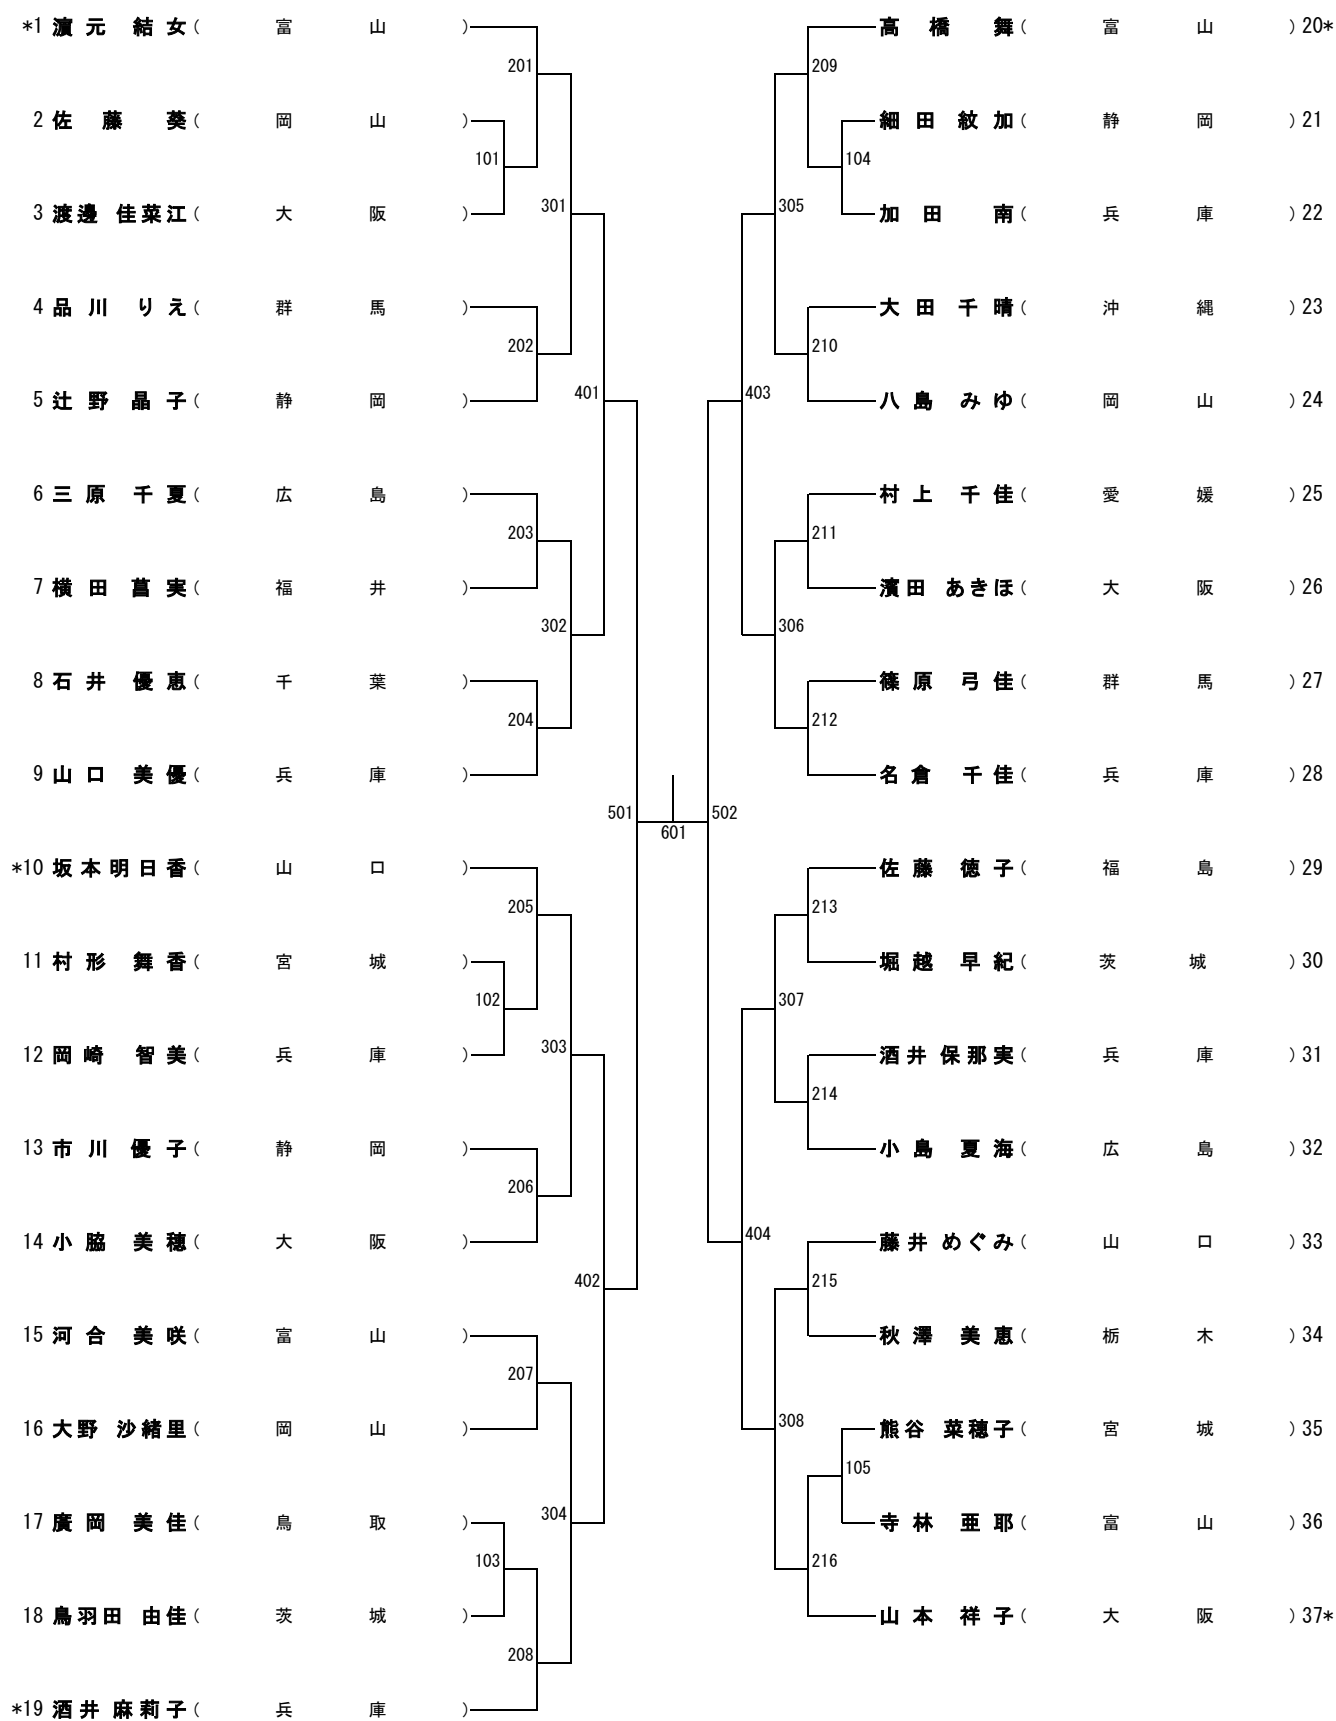 *1 濵元 結女 (富山)
201
2 佐藤 葵 (岡山)
101
3 渡邊 佳菜江 (大阪)
301
4 品川 りえ (群馬)
202
5 辻野 晶子 (静岡)
401
6 三原 千夏 (広島)
203
7 横田 菖実 (福井)
302
8 石井 優恵 (千葉)
204
9 山口 美優 (兵庫)
501
*10 坂本明日香 (山口)
205
11 村形 舞香 (宮城)
102
12 岡崎 智美 (兵庫)
303
13 市川 優子 (静岡)
206
14 小脇 美穂 (大阪)
402
15 河合 美咲 (富山)
207
16 大野 沙緒里 (岡山)
17 廣岡 美佳 (鳥取)
304
103
18 鳥羽田 由佳 (茨城)
208
*19 酒井 麻莉子 (兵庫)
601
高橋 舞 (富山) 20*
209
細田 紋加 (静岡) 21
104
加田 南 (兵庫) 22
305
大田 千晴 (沖縄) 23
210
八島 みゆ (岡山) 24
403
村上 千佳 (愛媛) 25
211
濱田 あきほ (大阪) 26
306
篠原 弓佳 (群馬) 27
212
名倉 千佳 (兵庫) 28
502
佐藤 徳子 (福島) 29
213
堀越 早紀 (茨城) 30
307
酒井 保那実 (兵庫) 31
214
小島 夏海 (広島) 32
404
藤井 めぐみ (山口) 33
215
秋澤 美恵 (栃木) 34
308
熊谷 菜穂子 (宮城) 35
105
寺林 亜耶 (富山) 36
216
山本 祥子 (大阪) 37*